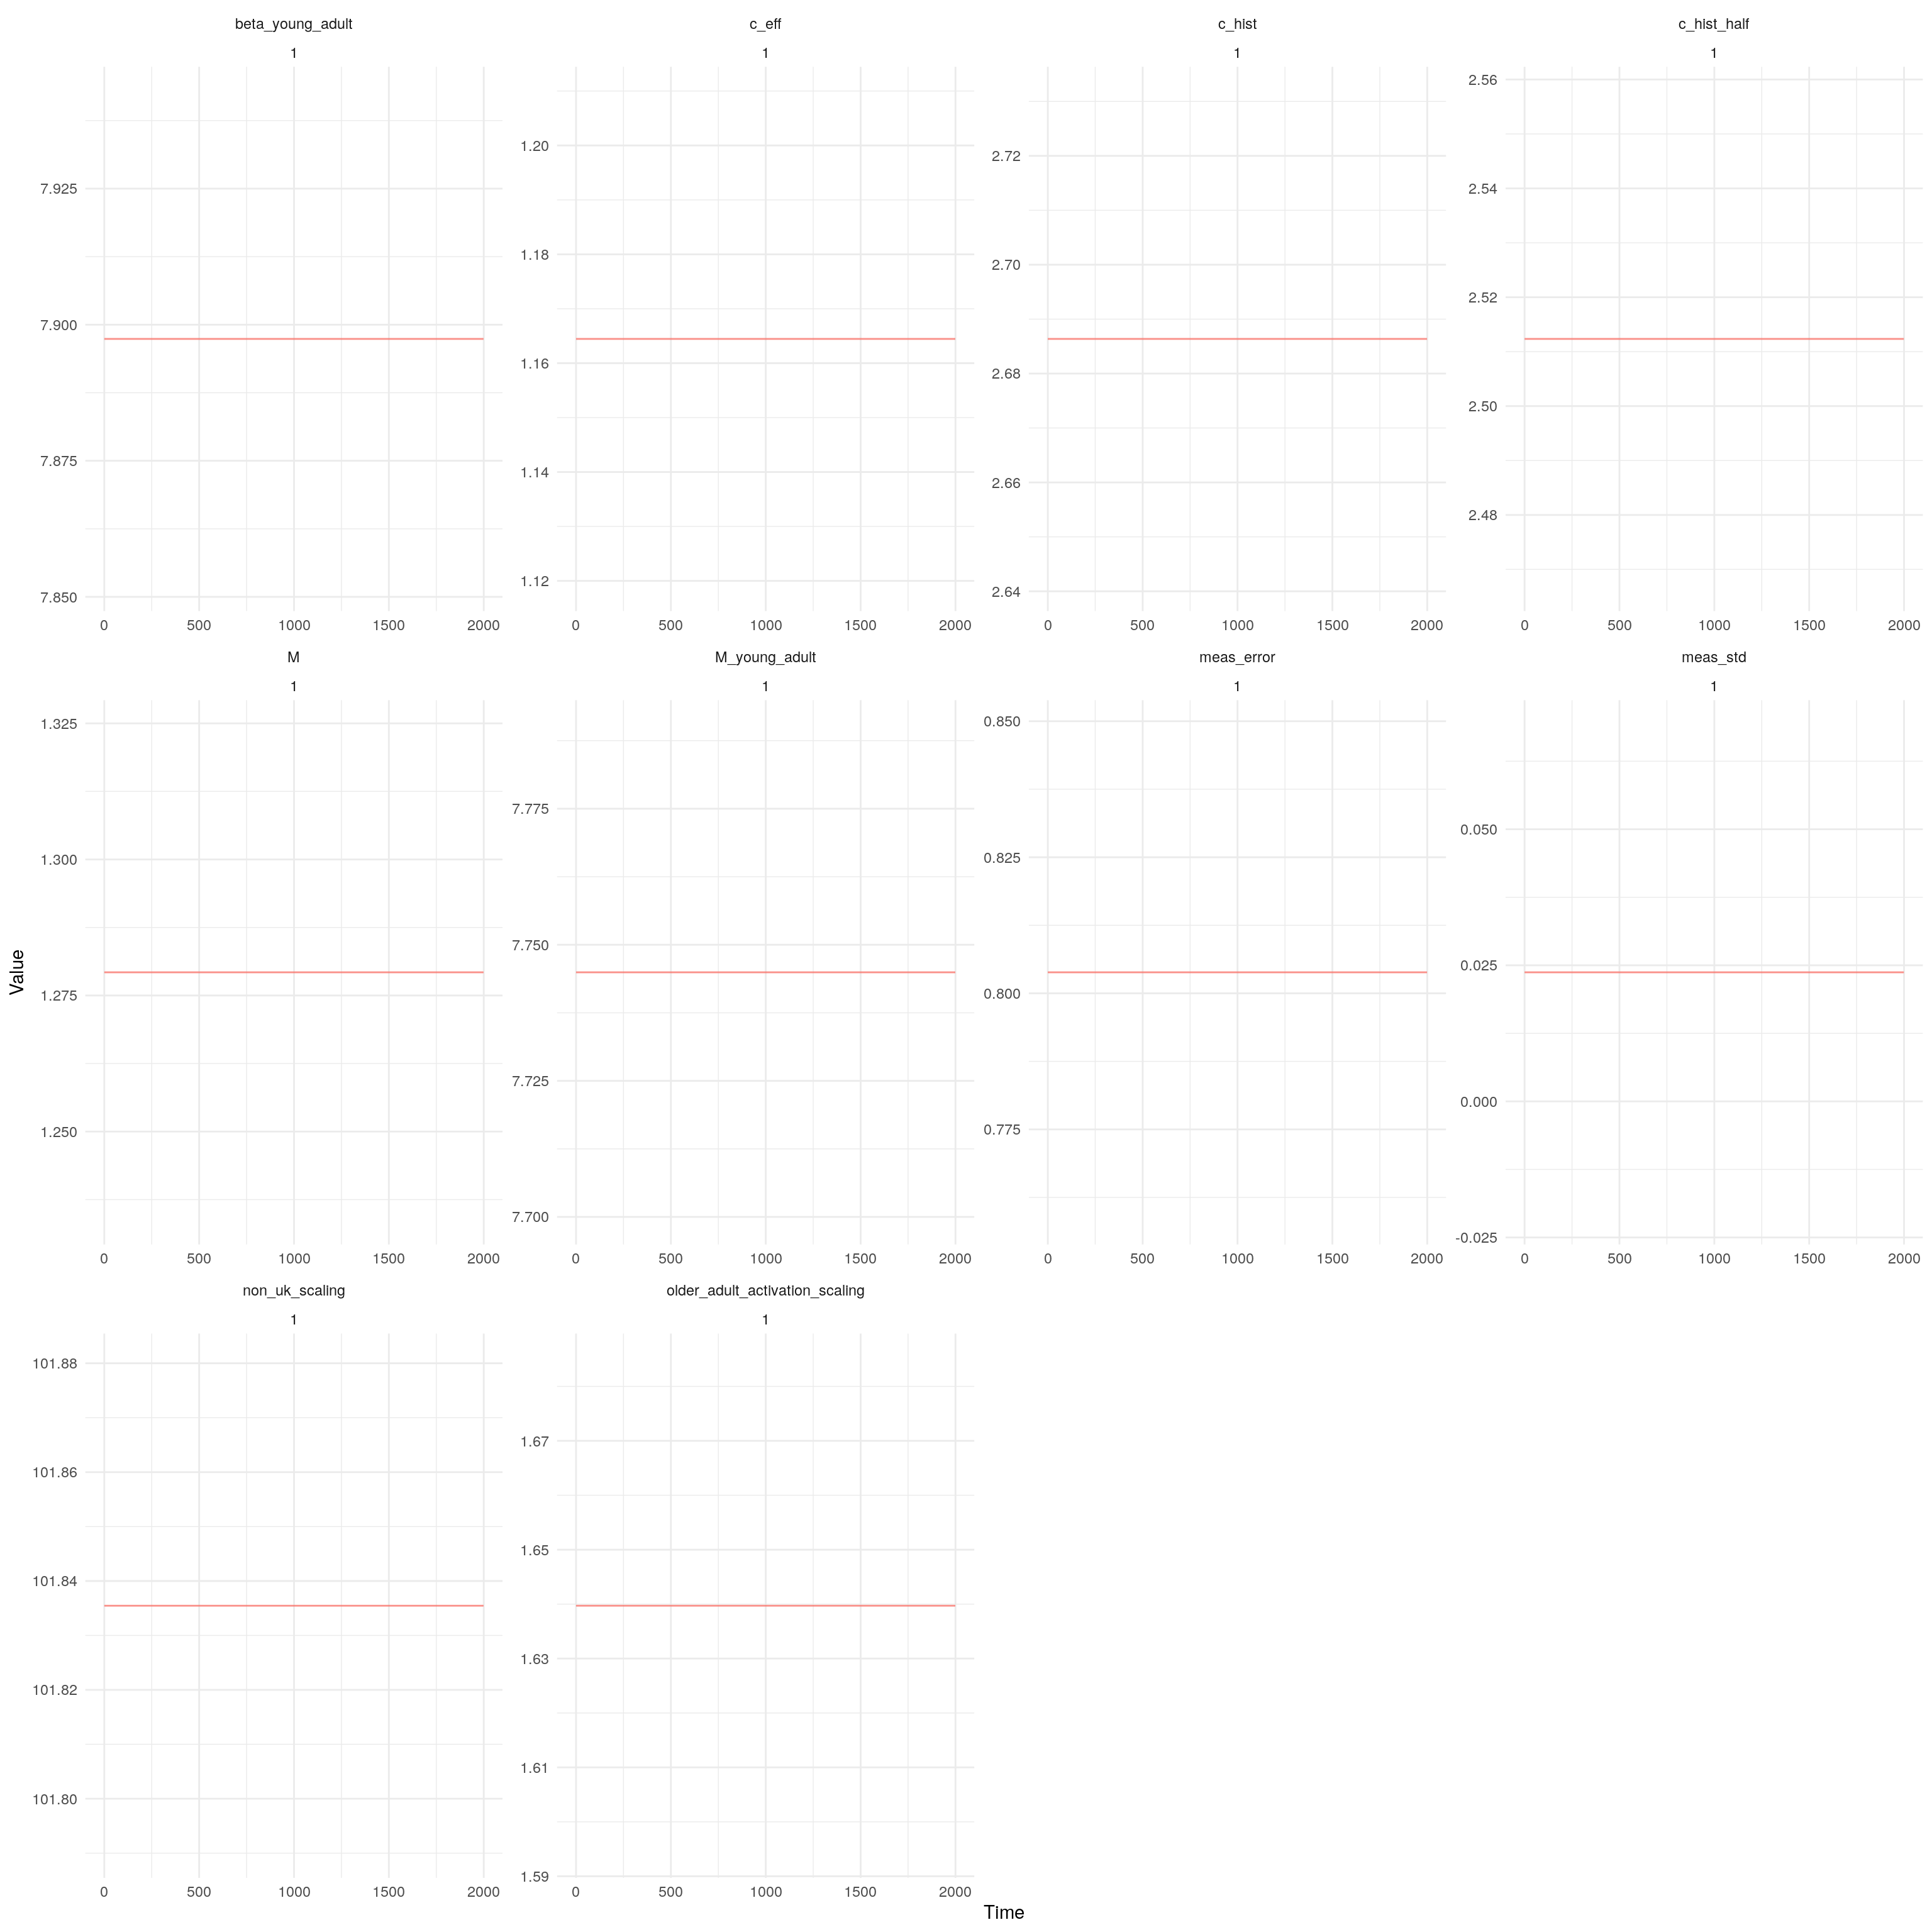 beta_young_adult c_eff c_hist c_hist_half
1 1 1 1
7.925 7.900 7.875 7.850
1.20 1.18 1.16 1.14 1.12
2.72 2.70 2.68 2.66 2.64
2.56 2.54 2.52 2.50 2.48
0 500 1000 1500 2000 0 500 1000 1500 2000 0 500 1000 1500 2000 0 500 1000 1500 2000
M M_young_adult meas_error meas_std
1 1 1 1
Value
1.325 1.300 1.275 1.250
7.775 7.750 7.725 7.700
0.850 0.825 0.800 0.775
0.050 0.025 0.000 -0.025
0 500 1000 1500 2000 0 500 1000 1500 2000 0 500 1000 1500 2000 0 500 1000 1500 2000
non_uk_scaling older_adult_activation_scaling
1 1
101.88 101.86 101.84 101.82 101.80
1.67 1.65 1.63 1.61 1.59
0 500 1000 1500 2000 0 500 1000 1500 2000
Time